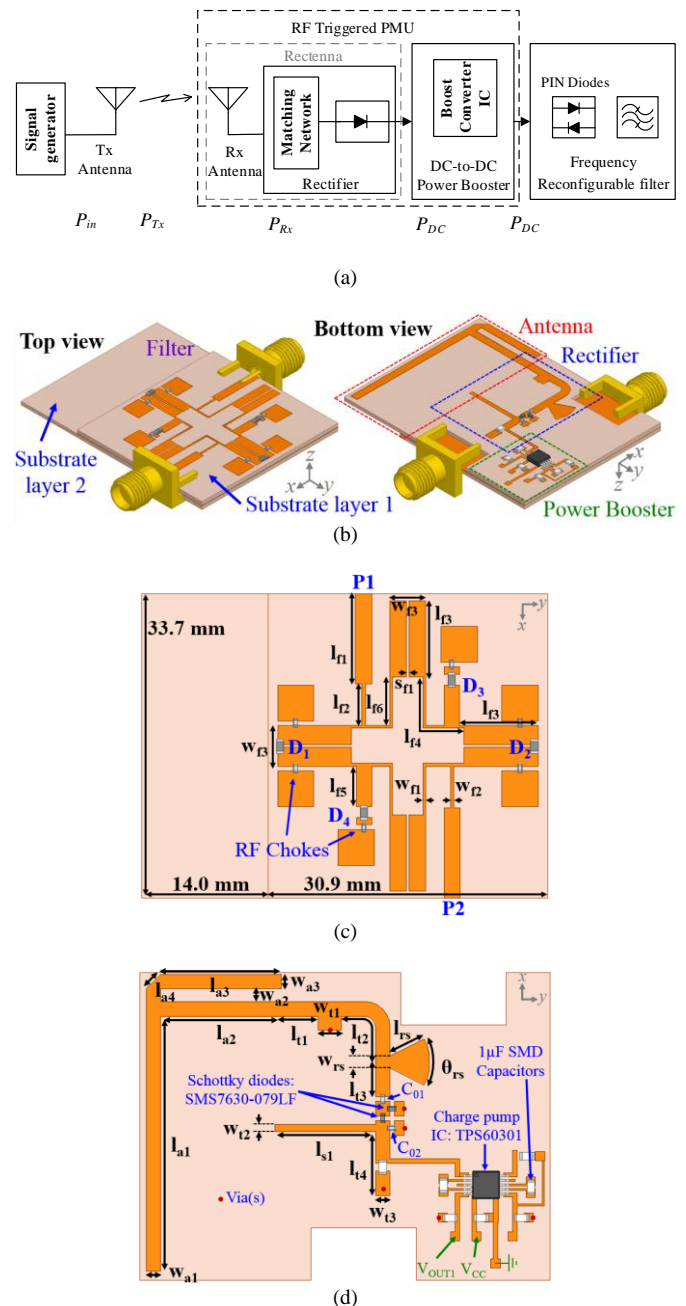 RF Triggered PMU
Rectenna
Signal generator
Tx Antenna
Rx Antenna
Matching Network
Rectifier
Boost Converter IC
DC-to-DC Power Booster
PIN Diodes
Frequency Reconfigurable filter
P_in
P_Tx
P_Rx
P_DC
P_DC
(a)
Top view
Filter
Substrate layer 2
Substrate layer 1
z
x
y
Bottom view
Antenna
Rectifier
Power Booster
x
y
z
(b)
P1
y
x
33.7 mm
w_f3
l_f3
l_f1
s_f1
D_3
l_f2
l_f6
l_f4
l_f3
w_f3
D_1
D_2
l_f5
w_f1
w_f2
D_4
RF Chokes
14.0 mm
30.9 mm
P2
(c)
x
y
l_a4
l_a3
w_a3
w_a2
l_a2
l_t1
w_t1
l_t2
l_rs
w_rs
θ_rs
1µF SMD Capacitors
Schottky diodes: SMS7630-079LF
l_t3
C_01
C_02
Charge pump IC: TPS60301
w_t2
l_s1
l_t4
l_a1
Via(s)
w_t3
w_a1
V_OUT1
V_CC
(d)